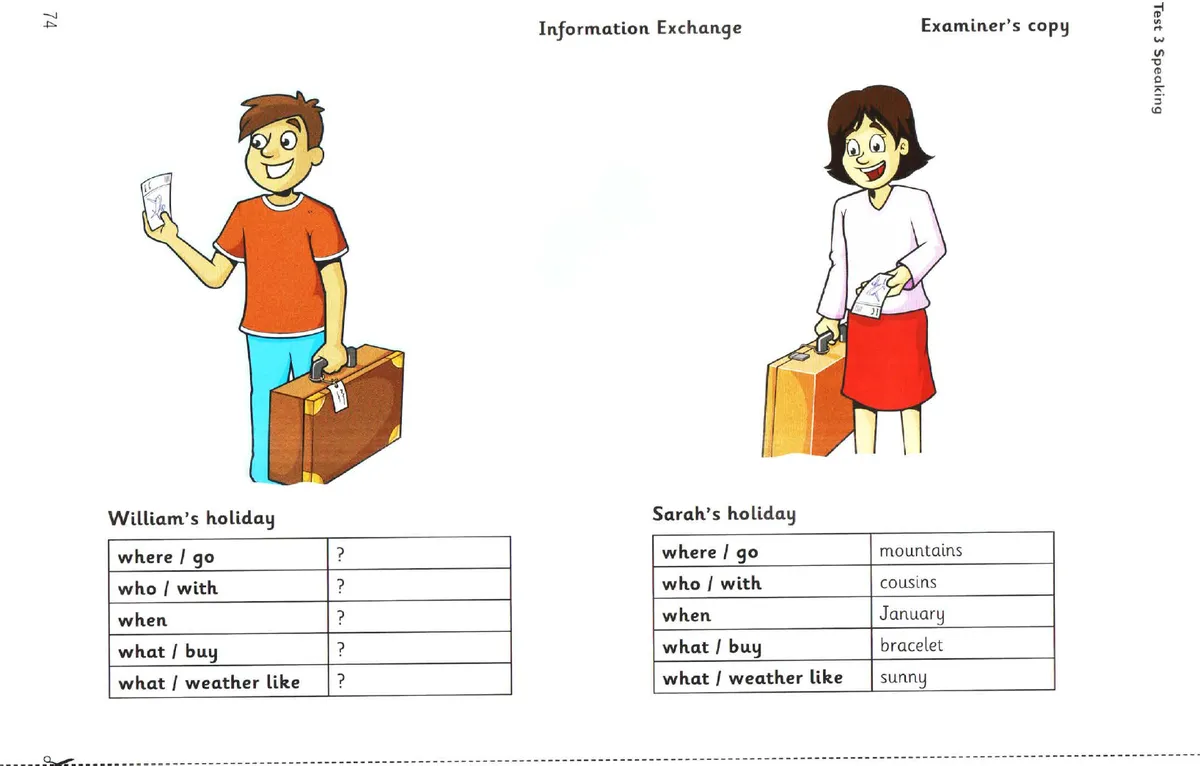 74
Information Exchange
Examiner's copy
Test 3 Speaking
William's holiday
where / go ?
who / with ?
when ?
what / buy ?
what / weather like ?
Sarah's holiday
where / go mountains
who / with cousins
when January
what / buy bracelet
what / weather like sunny